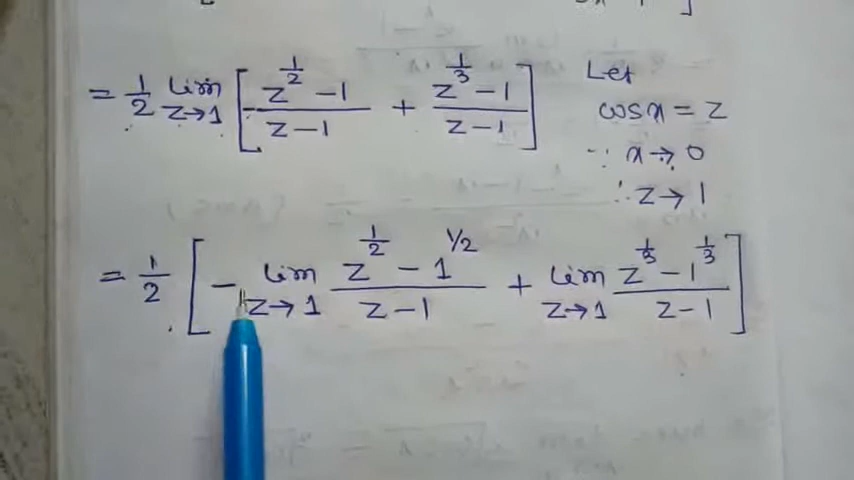 = 1/2 lim z→1 [ - (z^(1/2) - 1)/(z - 1) + (z^(1/3) - 1)/(z - 1) ] Let
cosx = z
∵ x → 0
∴ z → 1
= 1/2 [ - lim z→1 (z^(1/2) - 1^(1/2))/(z - 1) + lim z→1 (z^(1/3) - 1^(1/3))/(z - 1) ]